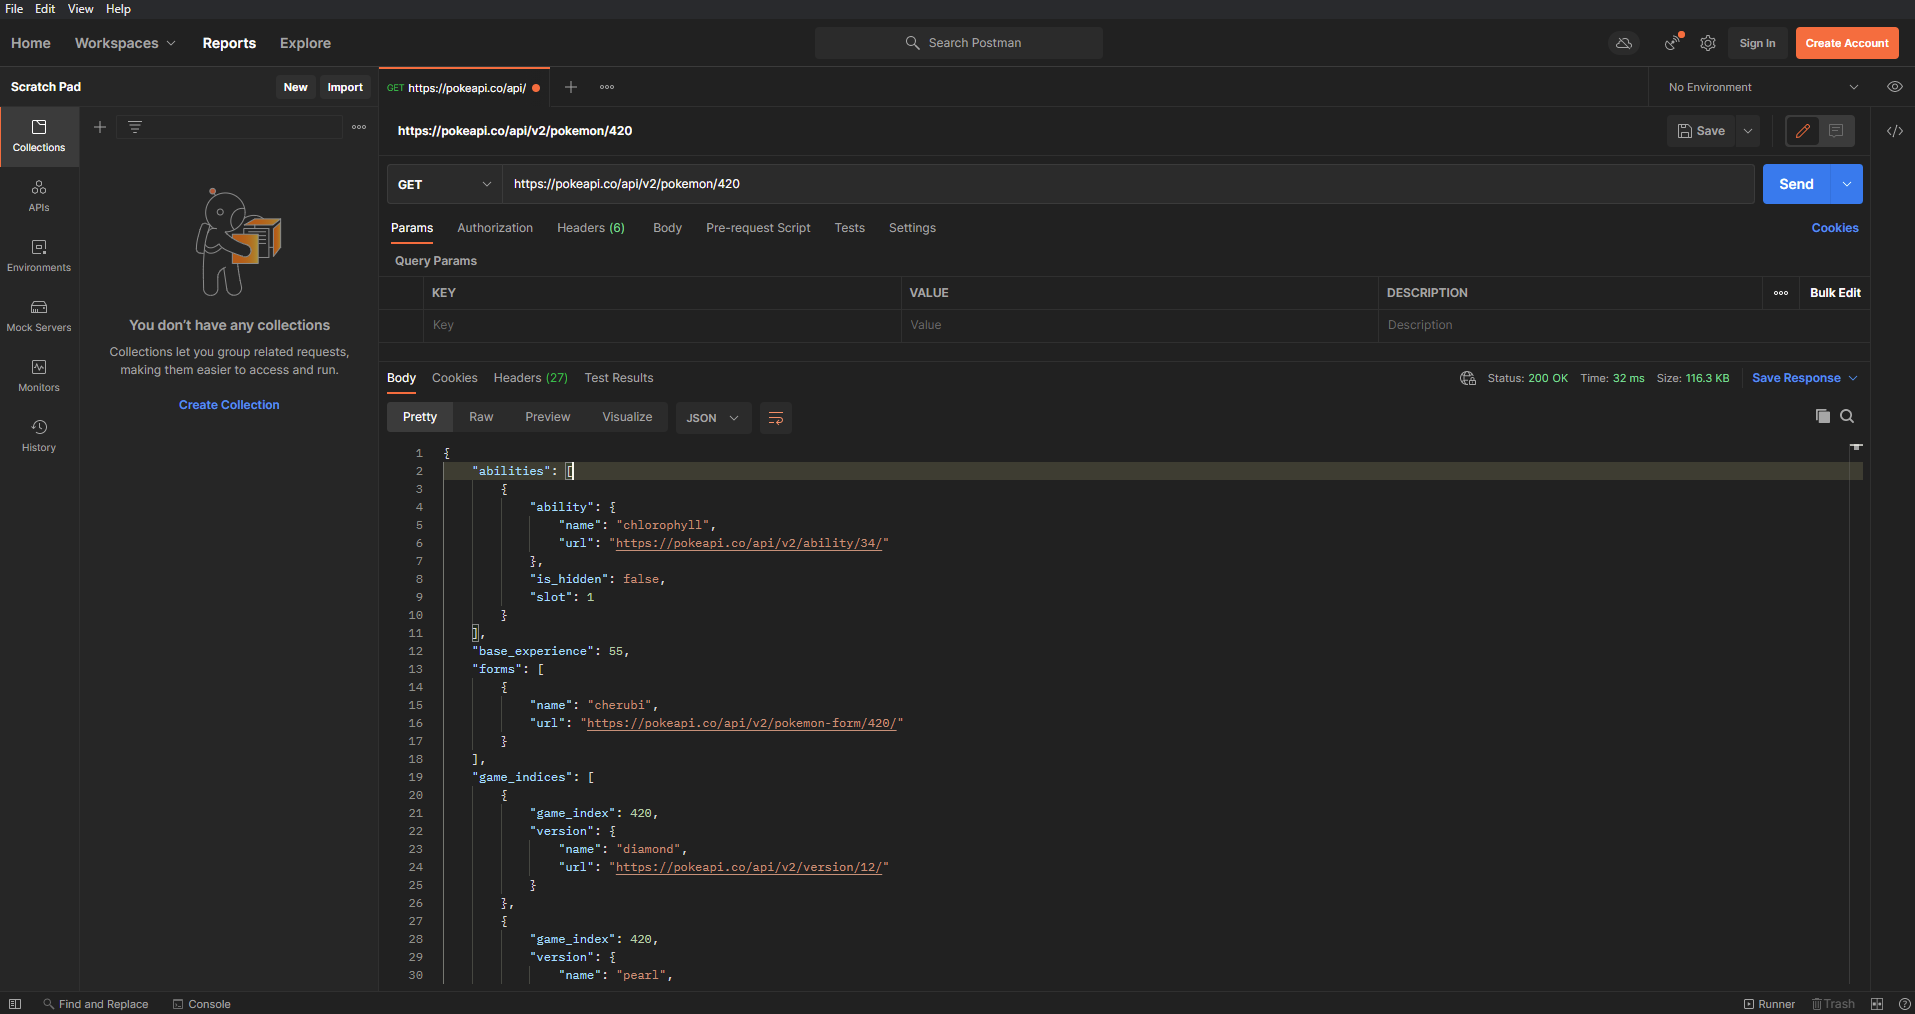 File Edit View Help
Home Workspaces Reports Explore Search Postman Sign In Create Account
Scratch Pad New Import
GET https://pokeapi.co/api/ No Environment
https://pokeapi.co/api/v2/pokemon/420 Save
GET https://pokeapi.co/api/v2/pokemon/420 Send
Params Authorization Headers (6) Body Pre-request Script Tests Settings Cookies
Query Params
KEY VALUE DESCRIPTION Bulk Edit
Key Value Description
Collections
APIs
Environments
Mock Servers
Monitors
History
You don't have any collections
Collections let you group related requests,
making them easier to access and run.
Create Collection
Body Cookies Headers (27) Test Results Status: 200 OK Time: 32 ms Size: 116.3 KB Save Response
Pretty Raw Preview Visualize JSON
1 {
2 "abilities": [
3 {
4 "ability": {
5 "name": "chlorophyll",
6 "url": "https://pokeapi.co/api/v2/ability/34/"
7 },
8 "is_hidden": false,
9 "slot": 1
10 }
11 ],
12 "base_experience": 55,
13 "forms": [
14 {
15 "name": "cherubi",
16 "url": "https://pokeapi.co/api/v2/pokemon-form/420/"
17 }
18 ],
19 "game_indices": [
20 {
21 "game_index": 420,
22 "version": {
23 "name": "diamond",
24 "url": "https://pokeapi.co/api/v2/version/12/"
25 }
26 },
27 {
28 "game_index": 420,
29 "version": {
30 "name": "pearl",
Find and Replace Console Runner Trash